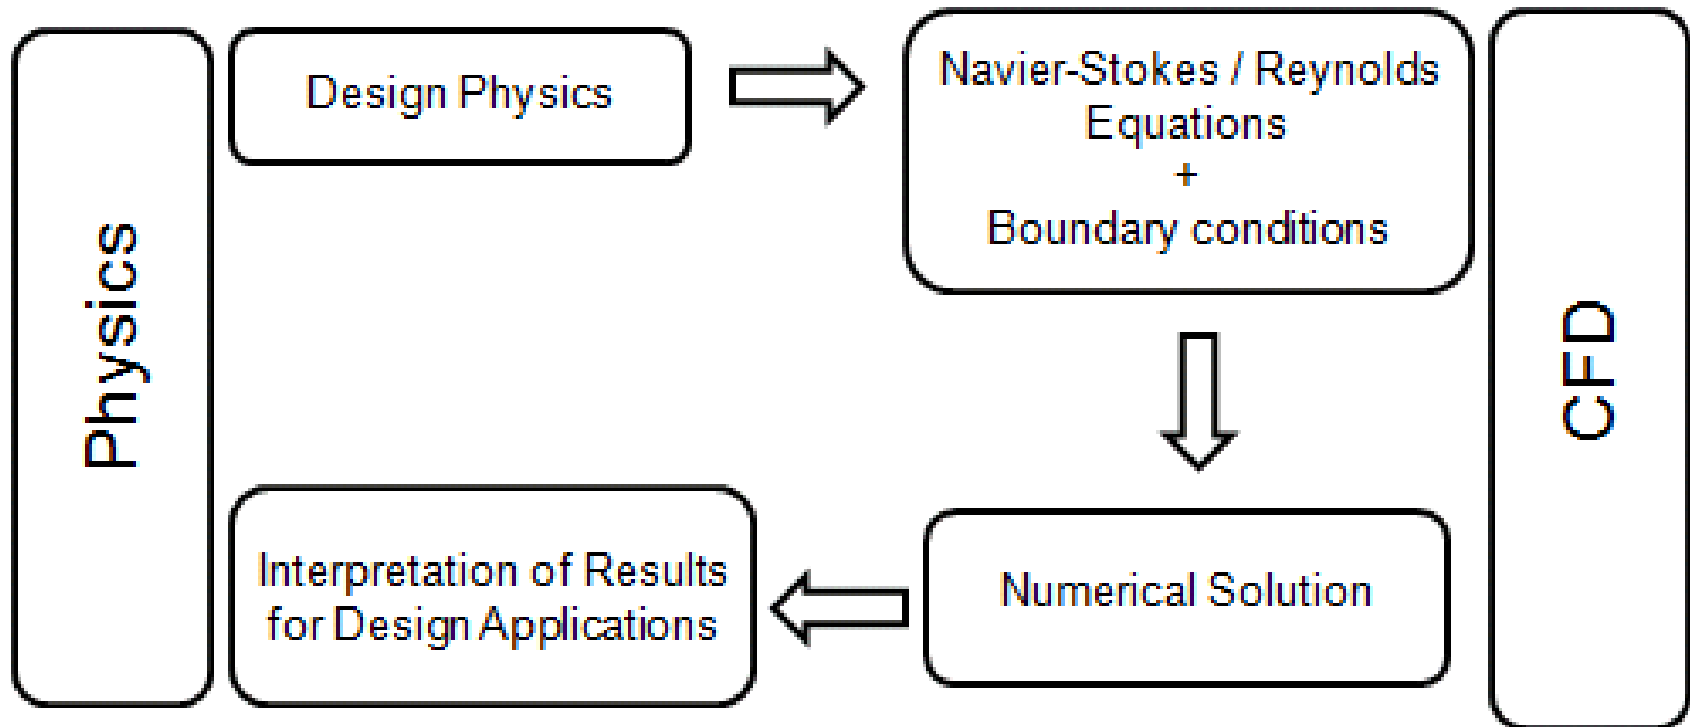 Physics
Design Physics
Navier-Stokes / Reynolds
Equations
+
Boundary conditions
CFD
Interpretation of Results
for Design Applications
Numerical Solution